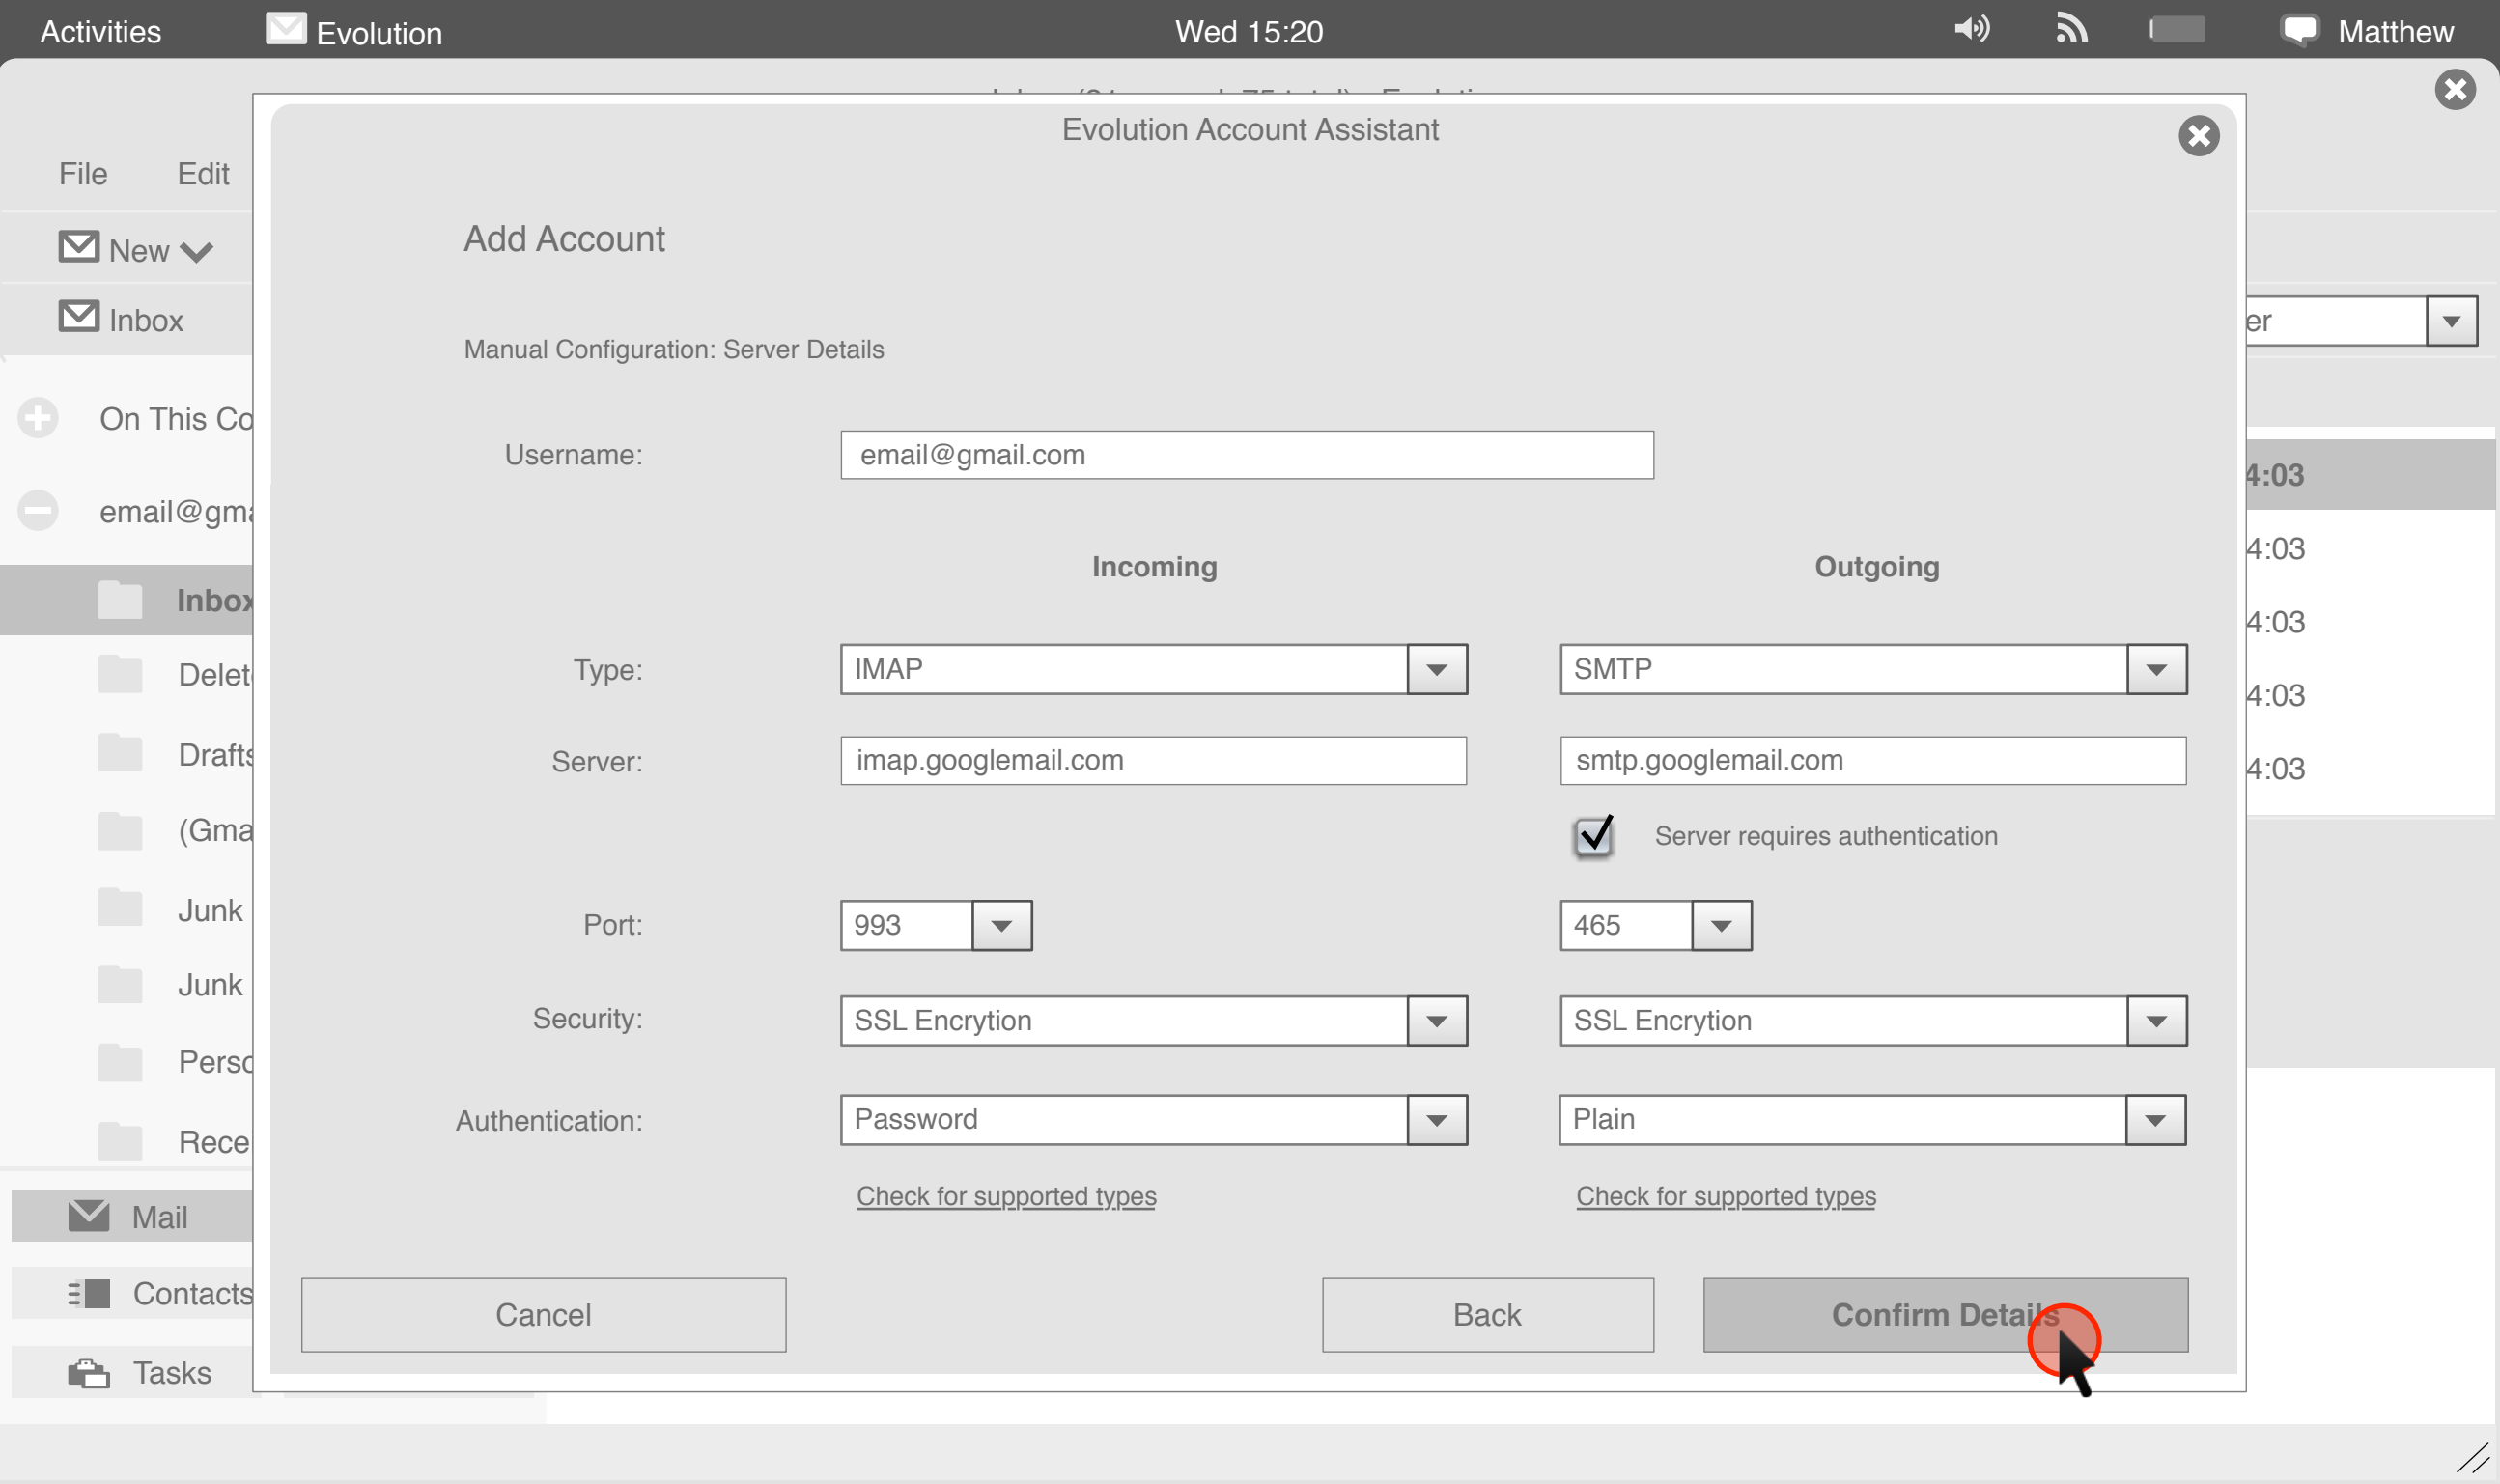 Activities Evolution Wed 15:20 Matthew
Evolution Account Assistant
File Edit
Add Account
New
Inbox
er
Manual Configuration: Server Details
On This Co
Username: email@gmail.com
4:03
email@gma
Incoming Outgoing
4:03
Inbox
4:03
Type: IMAP SMTP
Delet
4:03
Drafts
Server: imap.googlemail.com smtp.googlemail.com
4:03
(Gma
Server requires authentication
Junk
Port: 993 465
Junk
Security: SSL Encrytion SSL Encrytion
Perso
Authentication: Password Plain
Rece
Check for supported types Check for supported types
Mail
Contacts
Cancel Back Confirm Details
Tasks